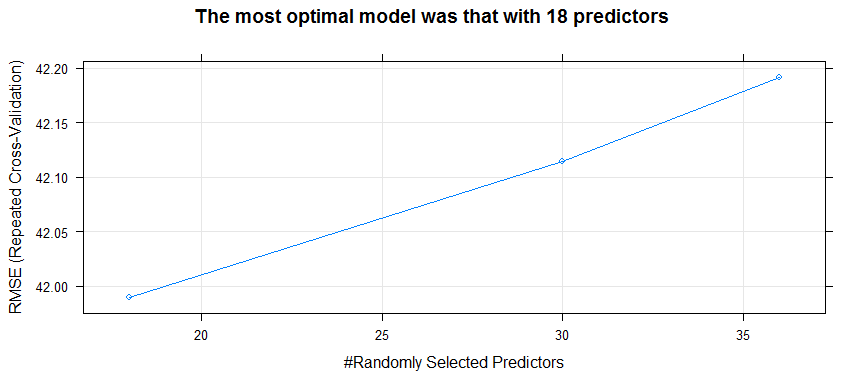 The most optimal model was that with 18 predictors
RMSE (Repeated Cross-Validation)
42.20
42.15
42.10
42.05
42.00
20 25 30 35
#Randomly Selected Predictors